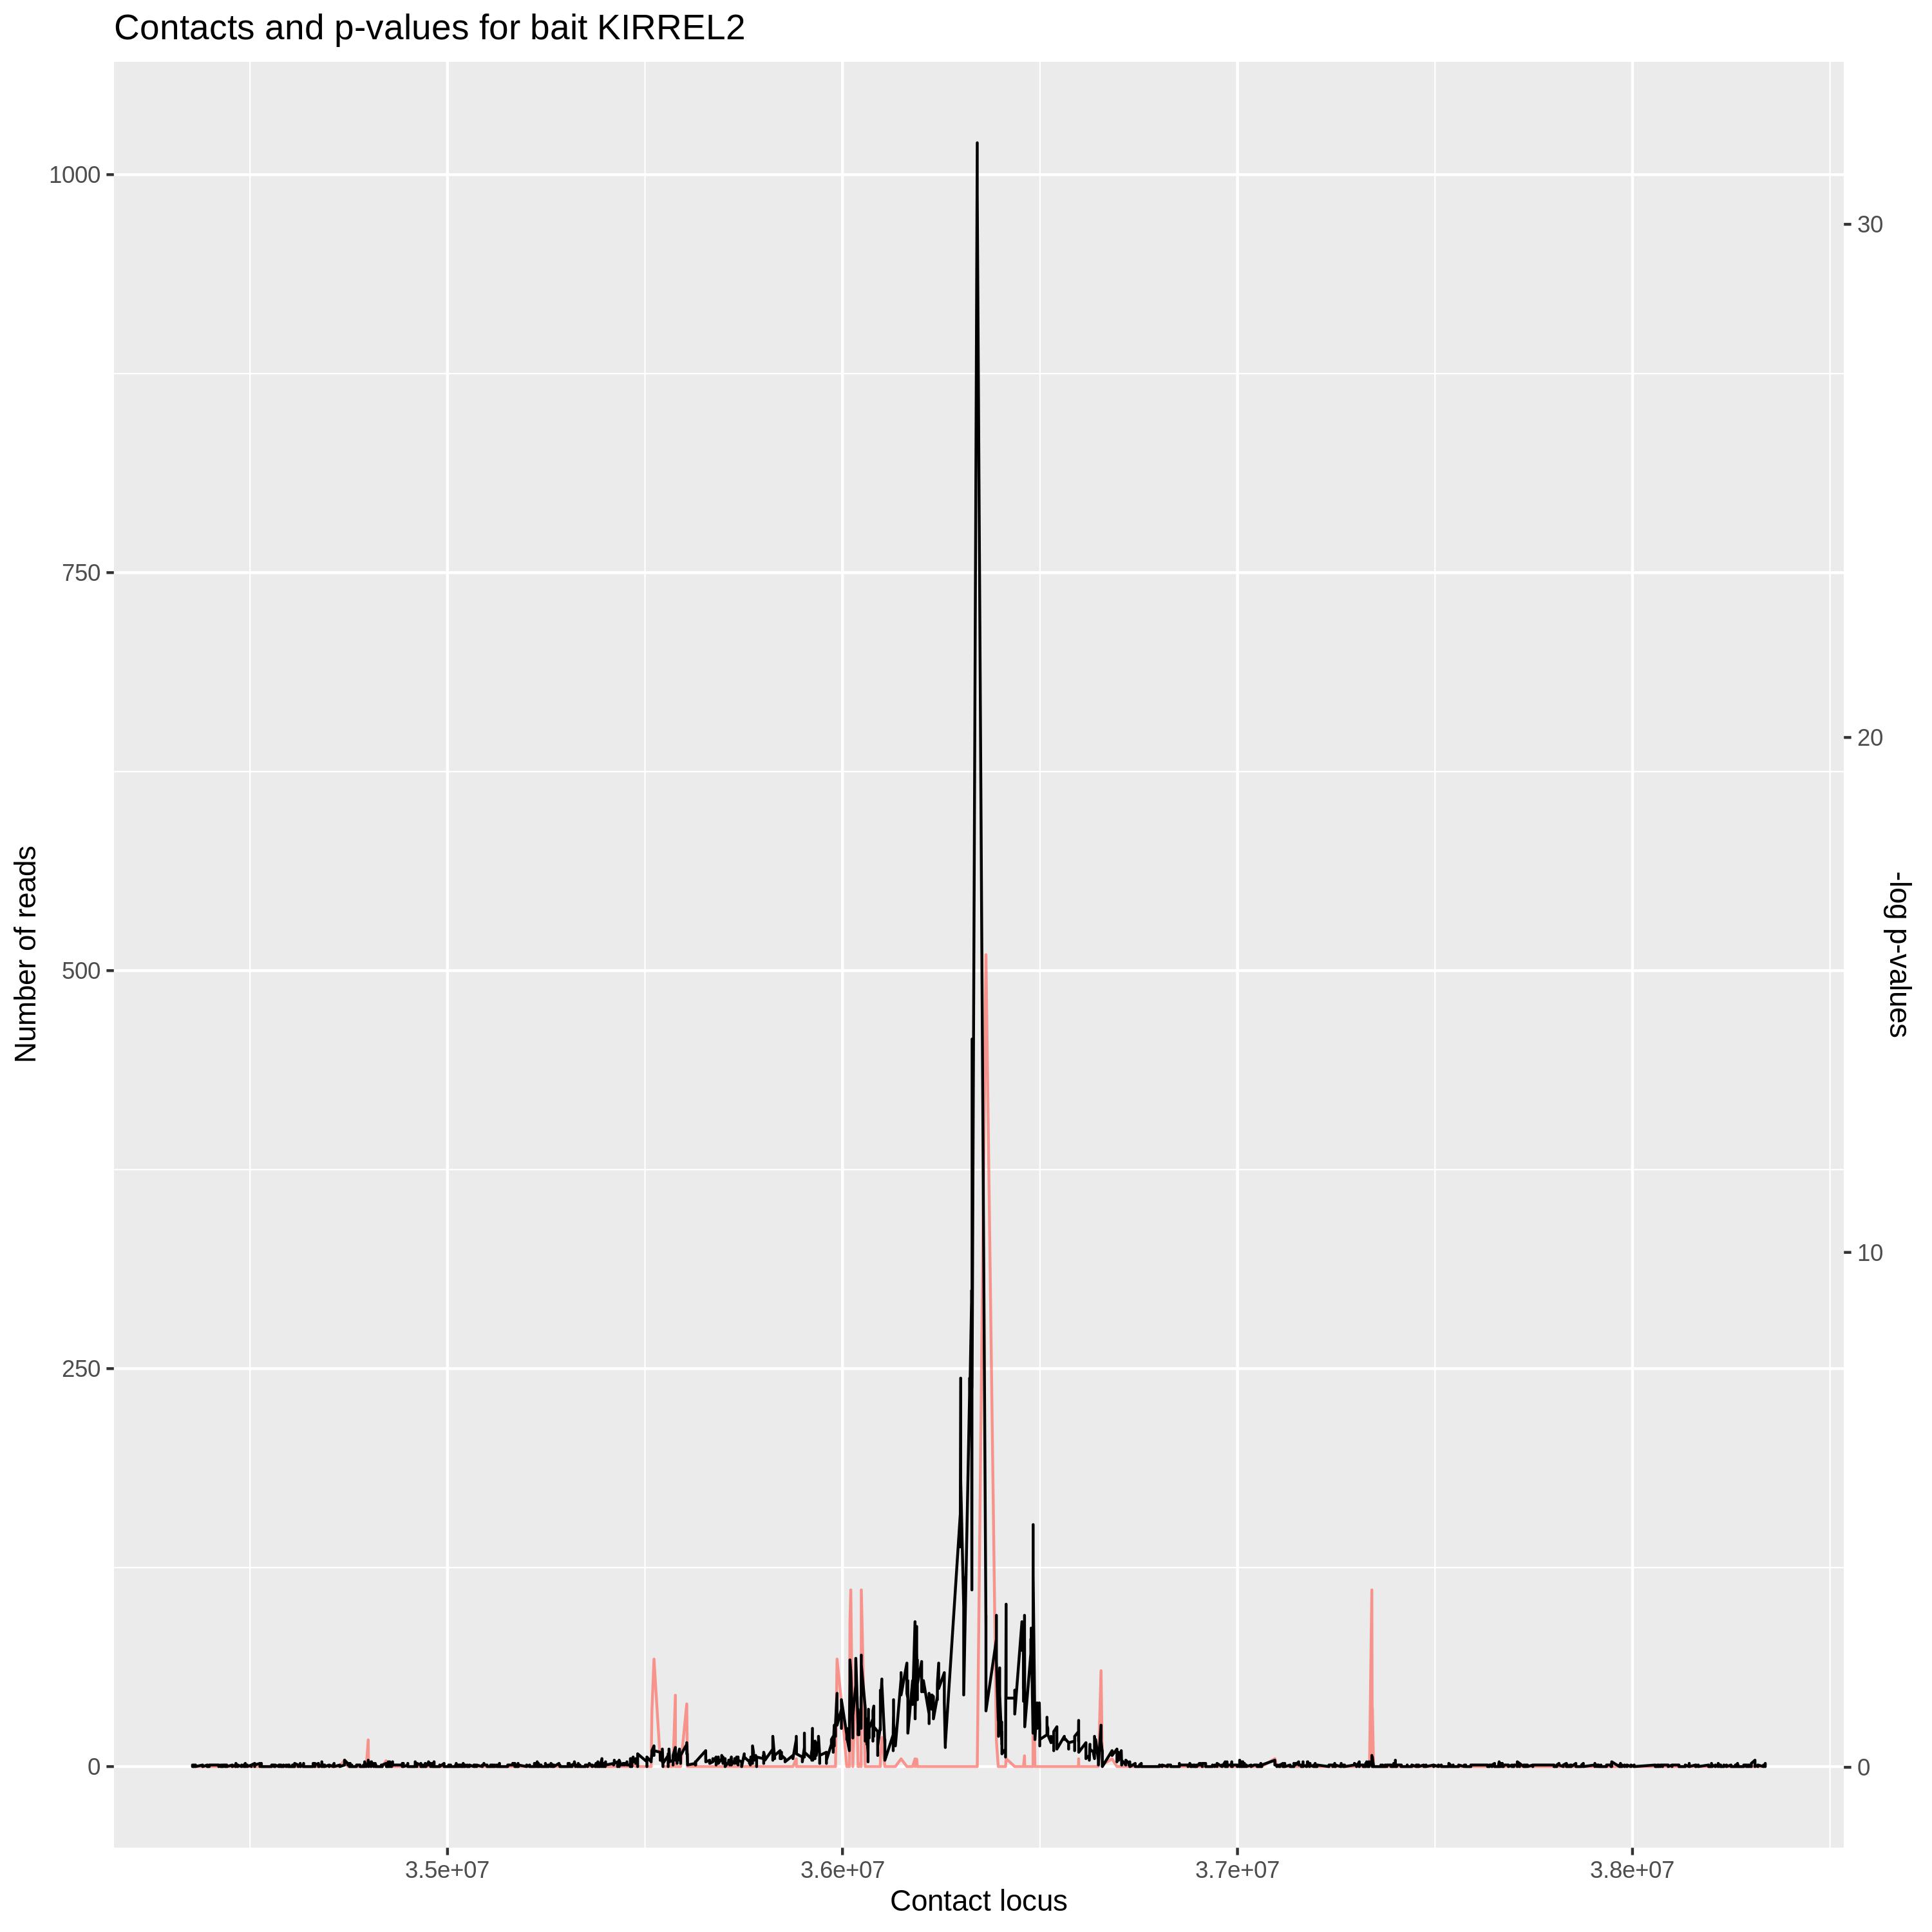 Contacts and p-values for bait KIRREL2
Number of reads
1000
750
500
250
0
30
20
10
0
-log p-values
3.5e+07
3.6e+07
3.7e+07
3.8e+07
Contact locus